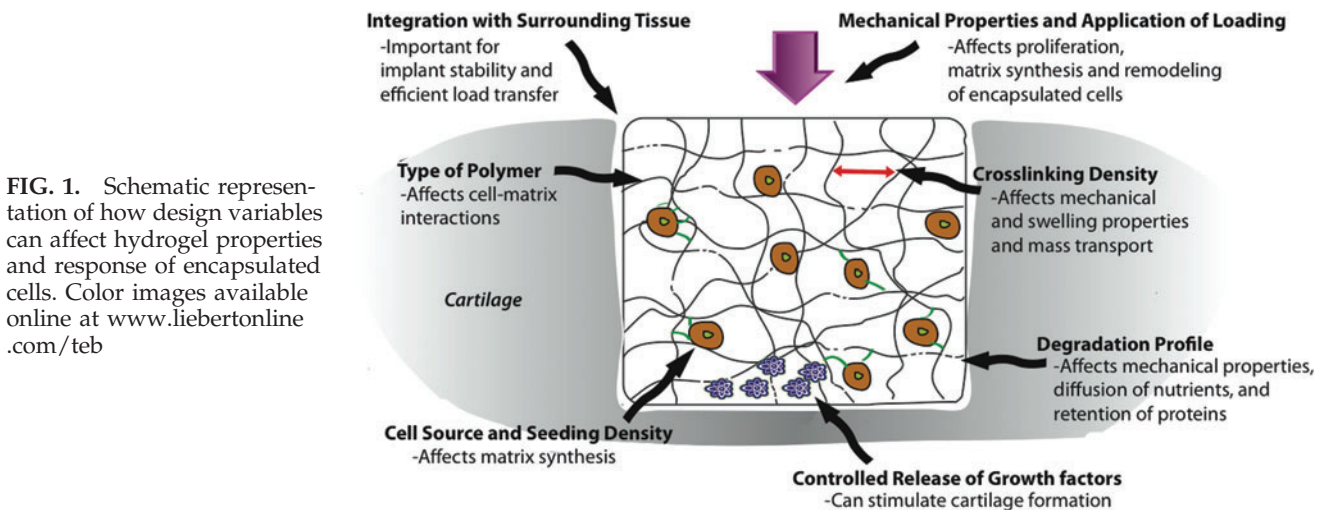 FIG. 1. Schematic represen-
tation of how design variables
can affect hydrogel properties
and response of encapsulated
cells. Color images available
online at www.liebertonline
.com/teb
Integration with Surrounding Tissue
-Important for
implant stability and
efficient load transfer
Mechanical Properties and Application of Loading
-Affects proliferation,
matrix synthesis and remodeling
of encapsulated cells
Type of Polymer
-Affects cell-matrix
interactions
Crosslinking Density
-Affects mechanical
and swelling properties
and mass transport
Cartilage
Degradation Profile
-Affects mechanical properties,
diffusion of nutrients, and
retention of proteins
Cell Source and Seeding Density
-Affects matrix synthesis
Controlled Release of Growth factors
-Can stimulate cartilage formation